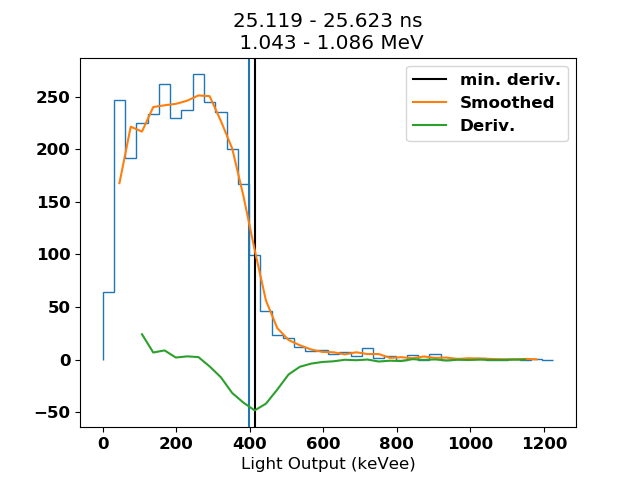 25.119 - 25.623 ns
1.043 - 1.086 MeV
min. deriv.
Smoothed
Deriv.
250
200
150
100
50
0
−50
0 200 400 600 800 1000 1200
Light Output (keVee)